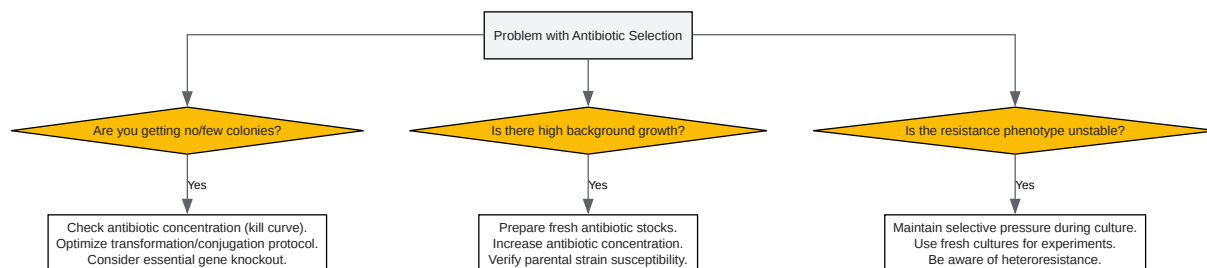 Problem with Antibiotic Selection
Are you getting no/few colonies?
Is there high background growth?
Is the resistance phenotype unstable?
Yes
Yes
Yes
Check antibiotic concentration (kill curve).
Optimize transformation/conjugation protocol.
Consider essential gene knockout.
Prepare fresh antibiotic stocks.
Increase antibiotic concentration.
Verify parental strain susceptibility.
Maintain selective pressure during culture.
Use fresh cultures for experiments.
Be aware of heteroresistance.